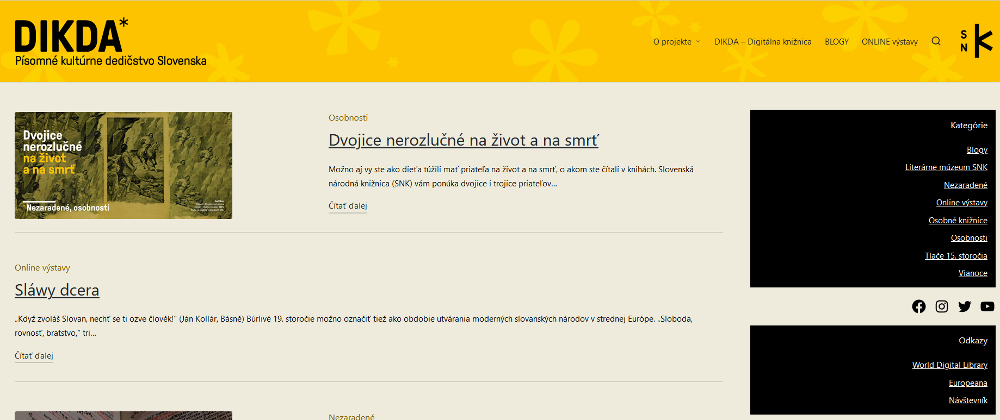 DIKDA*
Písomné kultúrne dedičstvo Slovenska
O projekte
DIKDA – Digitálna knižnica
BLOGY
ONLINE výstavy
S
N K
Dvojice
nerozlučné
na život
a na smrť
Nezaradené, osobnosti
Karl May.
Osobnosti
Dvojice nerozlučné na život a na smrť
Možno aj vy ste ako dieťa túžili mať priateľa na život a na smrť, o akom ste čítali v knihách. Slovenská
národná knižnica (SNK) vám ponúka dvojice i trojice priateľov…
Čítať ďalej
Online výstavy
Sláwy dcera
„Když zvoláš Slovan, nechť se ti ozve člověk!“ (Ján Kollár, Básně) Búrlivé 19. storočie možno označiť tiež ako obdobie utvárania moderných slovanských národov v strednej Európe. „Sloboda,
rovnosť, bratstvo,“ tri…
Čítať ďalej
Nezaradené
Kategórie
Blogy
Literárne múzeum SNK
Nezaradené
Online výstavy
Osobné knižnice
Osobnosti
Tlače 15. storočia
Vianoce
Odkazy
World Digital Library
Europeana
Návštevník